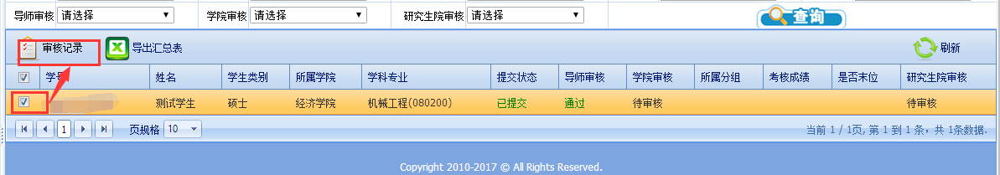 导师审核 请选择 学院审核 请选择 研究生院审核 请选择 查询
审核记录 导出汇总表 刷新
学号 姓名 学生类别 所属学院 学科专业 提交状态 导师审核 学院审核 所属分组 考核成绩 是否末位 研究生院审核
测试学生 硕士 经济学院 机械工程(080200) 已提交 通过 待审核 待审核
1 页规格 10 当前 1 / 1页, 第 1 到 1 条，共 1条数据.
Copyright 2010-2017 © All Rights Reserved.